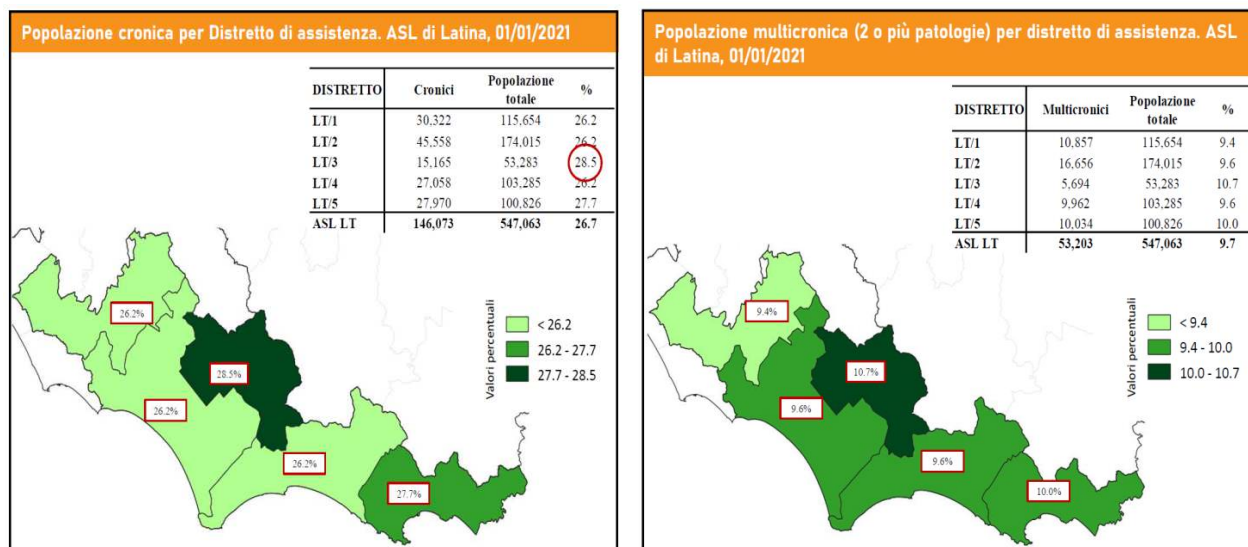 Popolazione cronica per Distretto di assistenza. ASL di Latina, 01/01/2021
DISTRETTO Cronici Popolazione totale %
LT/1 30,322 115,654 26.2
LT/2 45,558 174,015 26.2
LT/3 15,165 53,283 28.5
LT/4 27,058 103,285 26.2
LT/5 27,970 100,826 27.7
ASL LT 146,073 547,063 26.7
26.2%
28.5%
26.2%
26.2%
27.7%
Valori percentuali
< 26.2
26.2 - 27.7
27.7 - 28.5
Popolazione multicronica (2 o più patologie) per distretto di assistenza. ASL
di Latina, 01/01/2021
DISTRETTO Multicronici Popolazione totale %
LT/1 10,857 115,654 9.4
LT/2 16,656 174,015 9.6
LT/3 5,694 53,283 10.7
LT/4 9,962 103,285 9.6
LT/5 10,034 100,826 10.0
ASL LT 53,203 547,063 9.7
9.4%
10.7%
9.6%
9.6%
10.0%
Valori percentuali
< 9.4
9.4 - 10.0
10.0 - 10.7